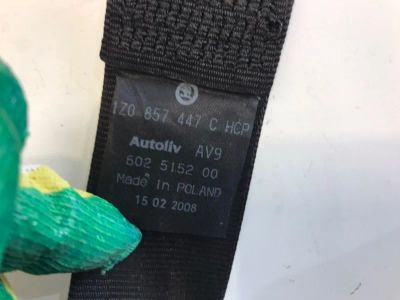 1Z0 857 447 C HCP
Autoliv AV9
602 5152 00
Made in POLAND
15 02 2008